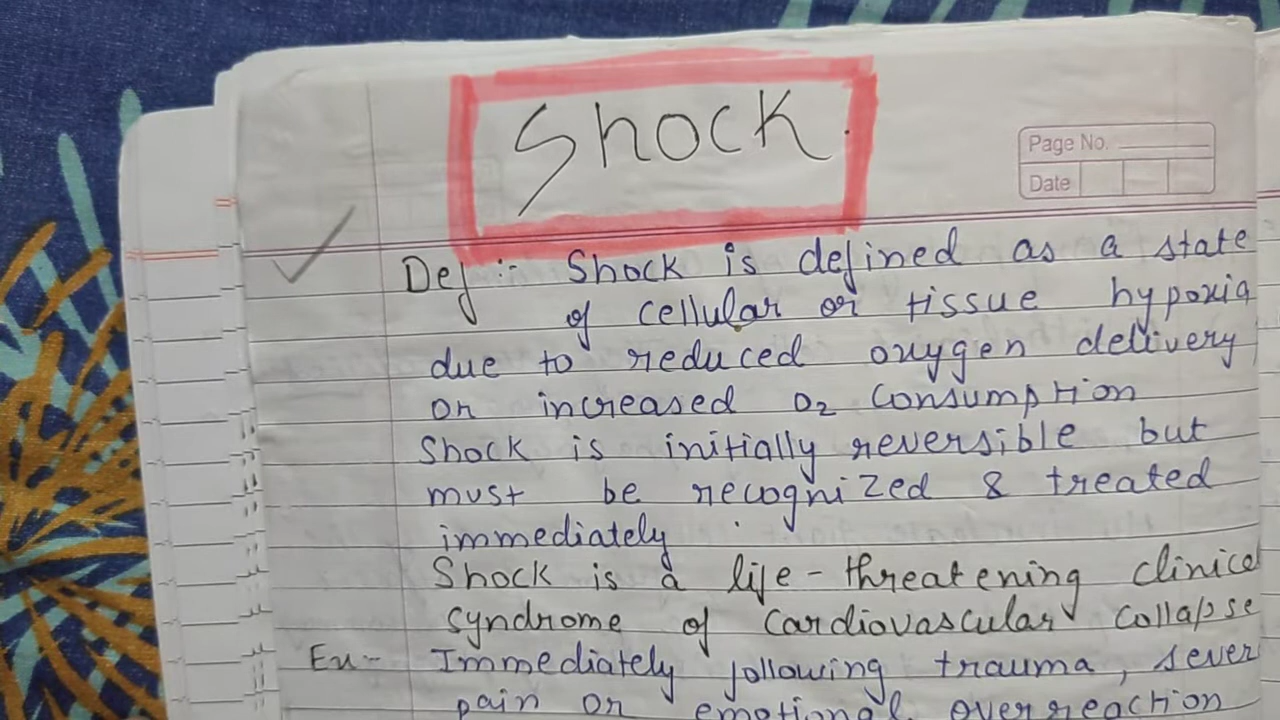 Shock
Page No.
Date
Def :- Shock is defined as a state
of cellular or tissue hypoxia
due to reduced oxygen delivery
or increased O2 consumption
Shock is initially reversible but
must be recognized & treated
immediately
Shock is a life-threatening clinical
syndrome of cardiovascular collapse
Ex- Immediately following trauma, sever
pain or emotional overreaction